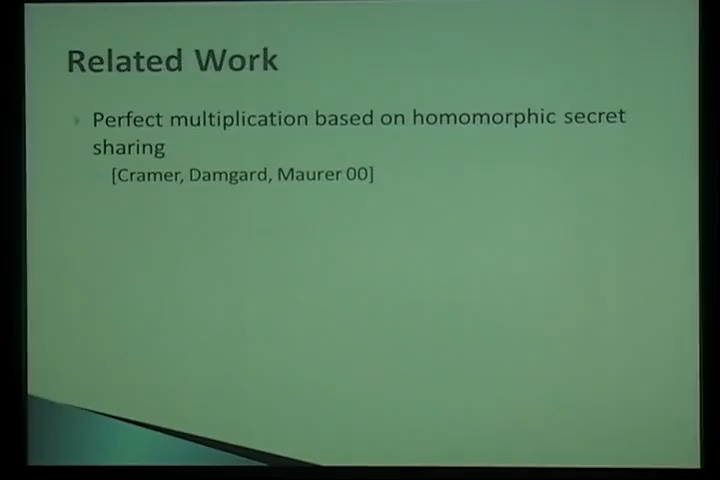 Related Work
Perfect multiplication based on homomorphic secret
sharing
[Cramer, Damgard, Maurer 00]